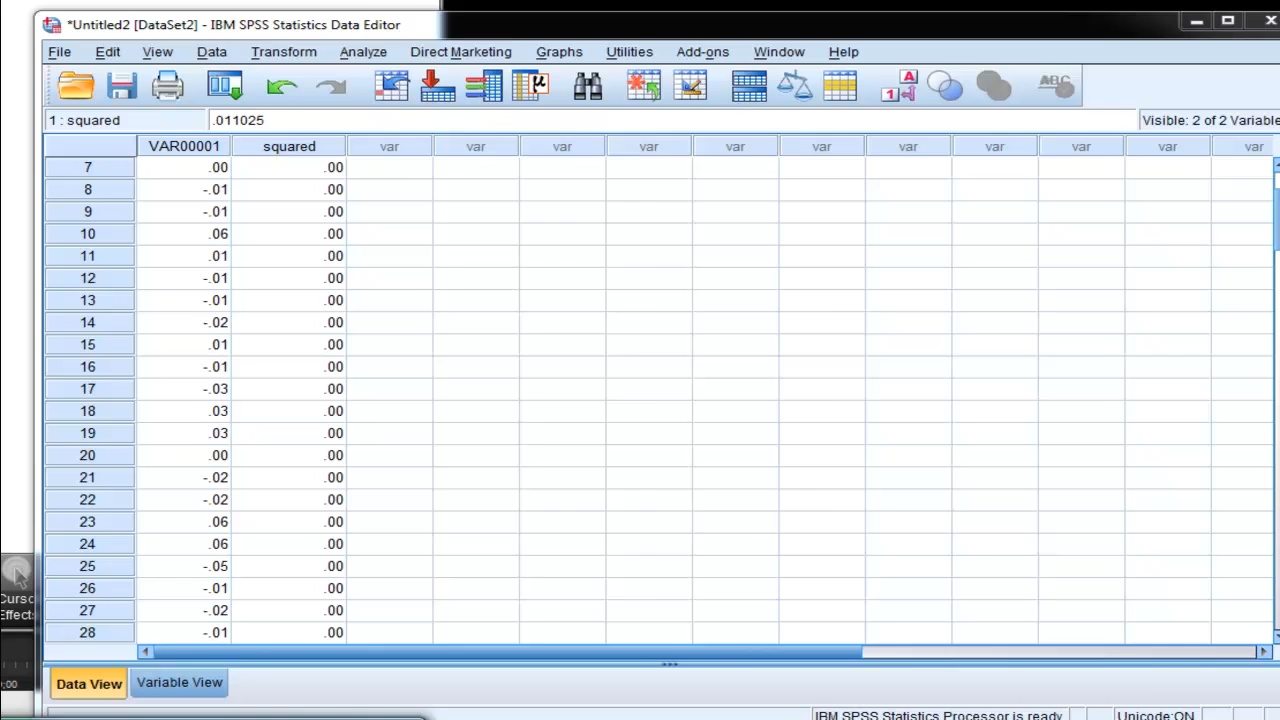 *Untitled2 [DataSet2] - IBM SPSS Statistics Data Editor
File Edit View Data Transform Analyze Direct Marketing Graphs Utilities Add-ons Window Help
1 : squared .011025 Visible: 2 of 2 Variable
VAR00001 squared var var var var var var var var var var var
7 .00 .00
8 -.01 .00
9 -.01 .00
10 .06 .00
11 .01 .00
12 -.01 .00
13 -.01 .00
14 -.02 .00
15 .01 .00
16 -.01 .00
17 -.03 .00
18 .03 .00
19 .03 .00
20 .00 .00
21 -.02 .00
22 -.02 .00
23 .06 .00
24 .06 .00
25 -.05 .00
26 -.01 .00
27 -.02 .00
28 -.01 .00
Curso
Effects
0;00
Data View Variable View
IBM SPSS Statistics Processor is ready Unicode:ON